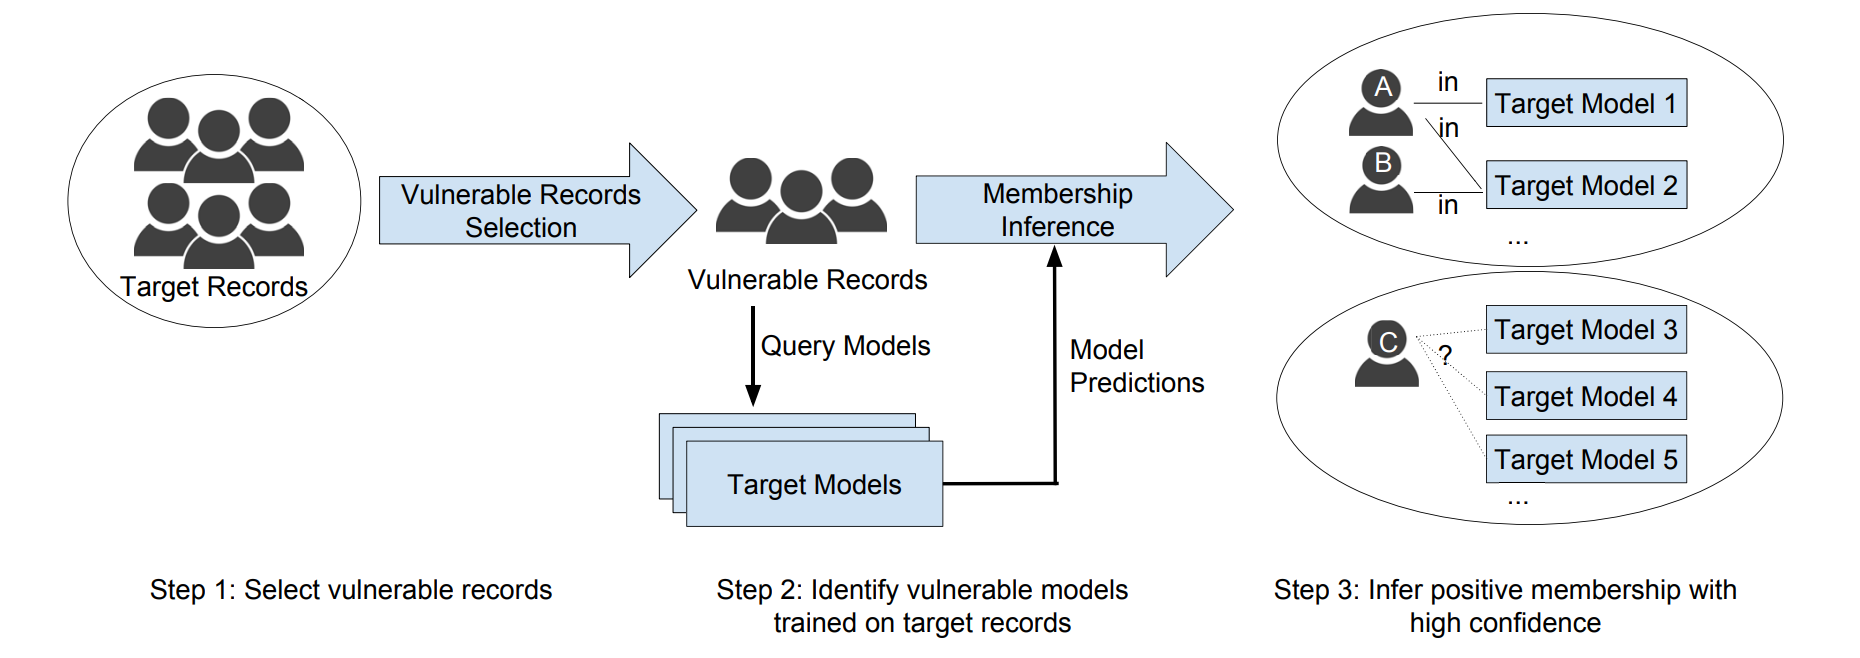 Target Records
Vulnerable Records
Selection
Vulnerable Records
Query Models
Target Models
Membership
Inference
Model
Predictions
A
in
Target Model 1
in
B
in
Target Model 2
...
C
?
Target Model 3
Target Model 4
Target Model 5
...
Step 1: Select vulnerable records
Step 2: Identify vulnerable models
trained on target records
Step 3: Infer positive membership with
high confidence